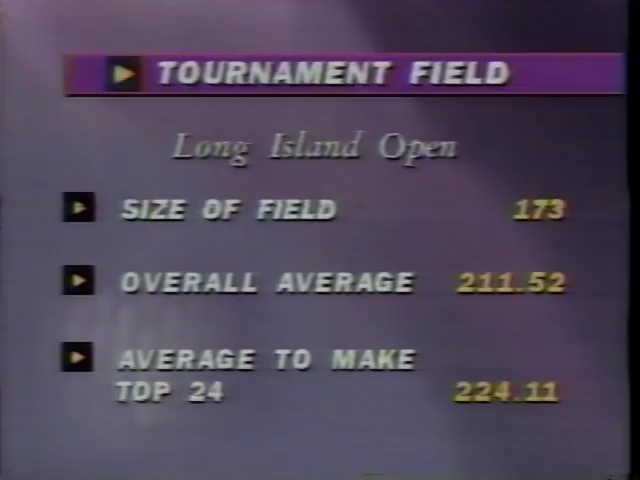 TOURNAMENT FIELD
Long Island Open
SIZE OF FIELD 173
OVERALL AVERAGE 211.52
AVERAGE TO MAKE
TOP 24 224.11